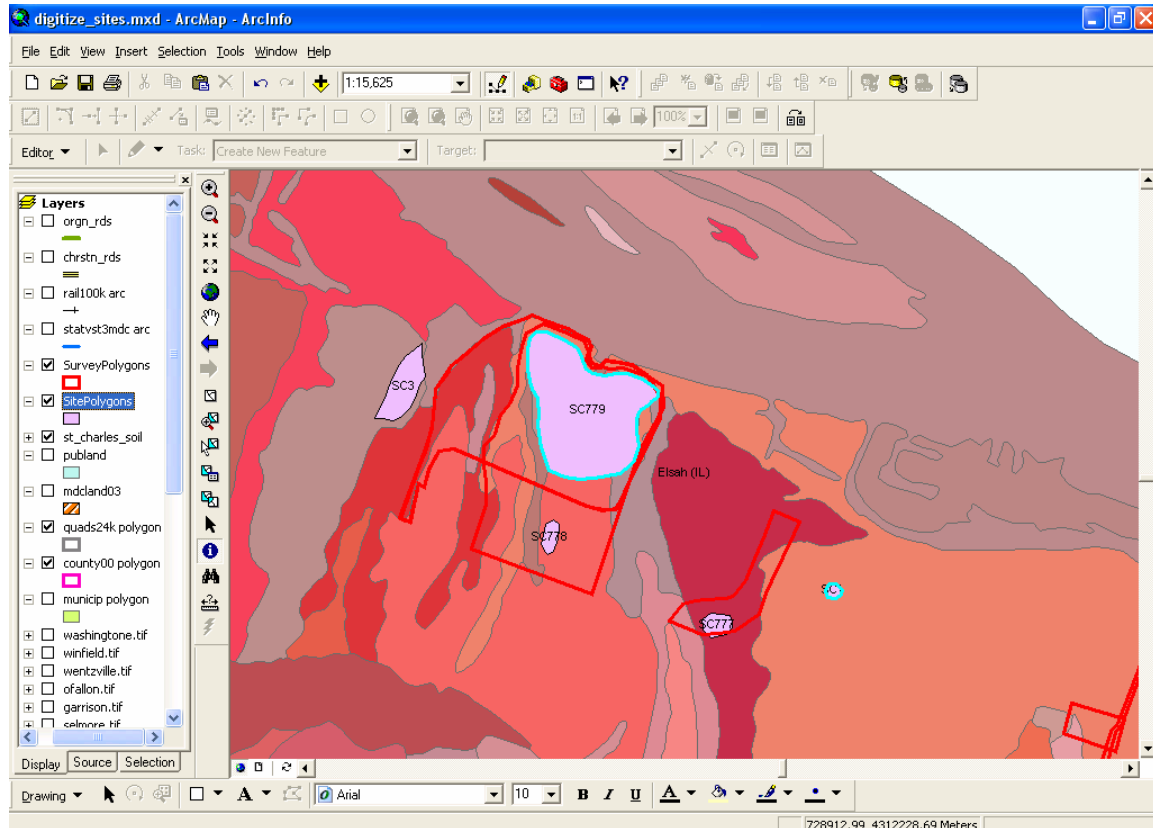 digitize_sites.mxd - ArcMap - ArcInfo
File Edit View Insert Selection Tools Window Help
1:15,625
100%
Editor Task: Create New Feature Target:
Layers
orgn_rds
chrstn_rds
rail100k arc
statvst3mdc arc
SurveyPolygons
SitePolygons
st_charles_soil
publand
mdcland03
quads24k polygon
county00 polygon
municip polygon
washingtone.tif
winfield.tif
wentzville.tif
ofallon.tif
garrison.tif
selmore.tif
Display Source Selection
SC3
SC779
Elsah (IL)
SC778
SC
SC777
Drawing A Arial 10 B I U A
728912.99 4312228.69 Meters